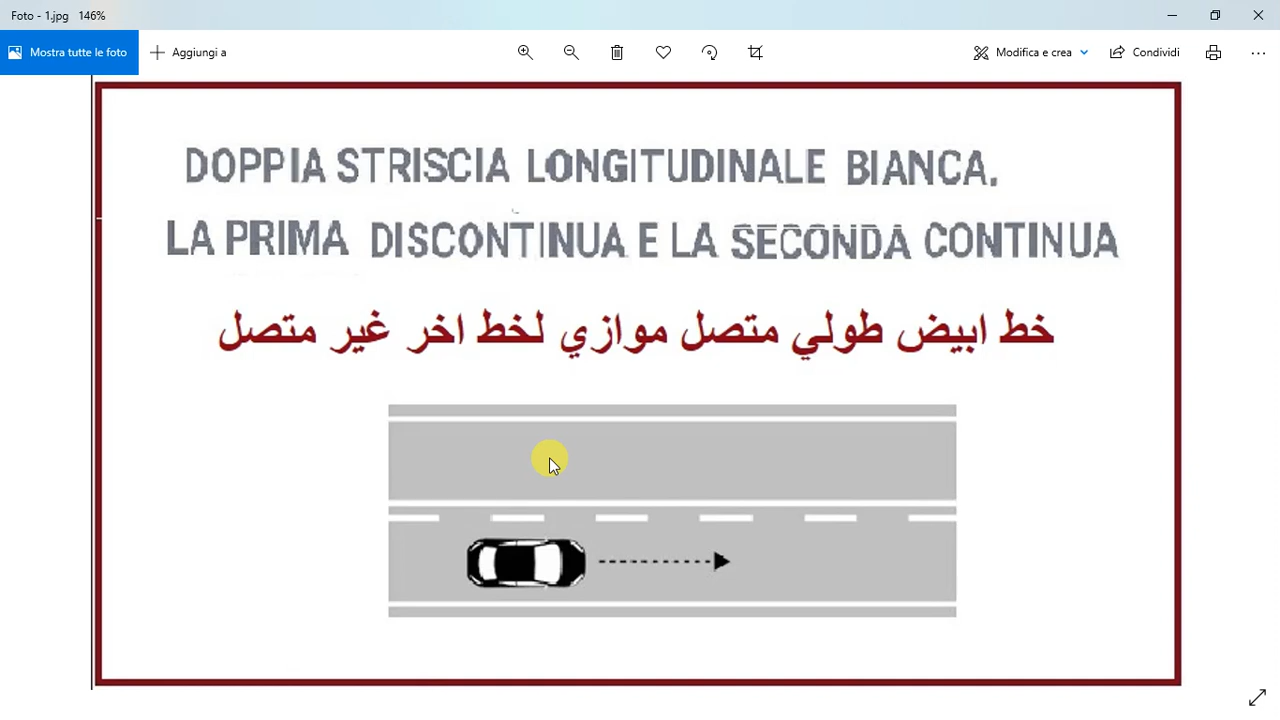 Foto - 1.jpg   146%
Mostra tutte le foto
Aggiungi a
Modifica e crea
Condividi
DOPPIA STRISCIA LONGITUDINALE BIANCA.
LA PRIMA DISCONTINUA E LA SECONDA CONTINUA
خط ابيض طولي متصل موازي لخط اخر غير متصل